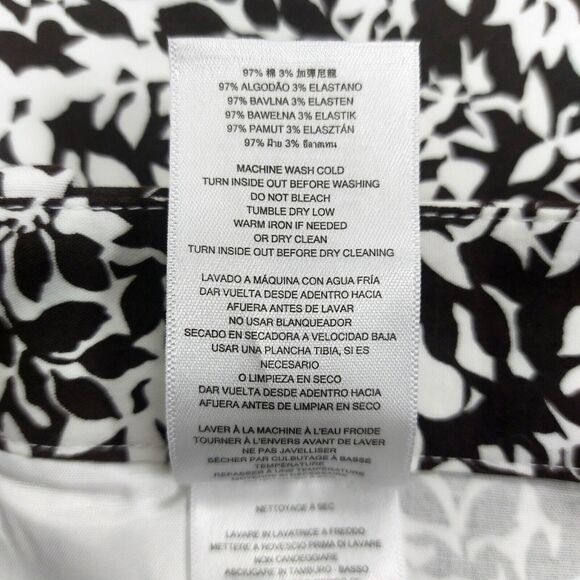 97% 棉 3% 加彈尼龍
97% ALGODÃO 3% ELASTANO
97% BAVLNA 3% ELASTEN
97% BAWEŁNA 3% ELASTIK
97% PAMUT 3% ELASZTÁN
97% ฝ้าย 3% อีลาสเทน
MACHINE WASH COLD
TURN INSIDE OUT BEFORE WASHING
DO NOT BLEACH
TUMBLE DRY LOW
WARM IRON IF NEEDED
OR DRY CLEAN
TURN INSIDE OUT BEFORE DRY CLEANING
LAVADO A MÁQUINA CON AGUA FRÍA
DAR VUELTA DESDE ADENTRO HACIA
AFUERA ANTES DE LAVAR
NO USAR BLANQUEADOR
SECADO EN SECADORA A VELOCIDAD BAJA
USAR UNA PLANCHA TIBIA, SI ES
NECESARIO
O LIMPIEZA EN SECO
DAR VUELTA DESDE ADENTRO HACIA
AFUERA ANTES DE LIMPIAR EN SECO
LAVER À LA MACHINE À L'EAU FROIDE
TOURNER À L'ENVERS AVANT DE LAVER
NE PAS JAVELLISER
SÉCHER PAR CULBUTAGE À BASSE
TEMPÉRATURE
REPASSER À UNE TEMPÉRATURE
NETTOYAGE À SEC
LAVARE IN LAVATRICE A FREDDO
METTERE A ROVESCIO PRIMA DI LAVARE
NON CANDEGGIARE
ASCIUGARE IN TAMBURO - BASSO